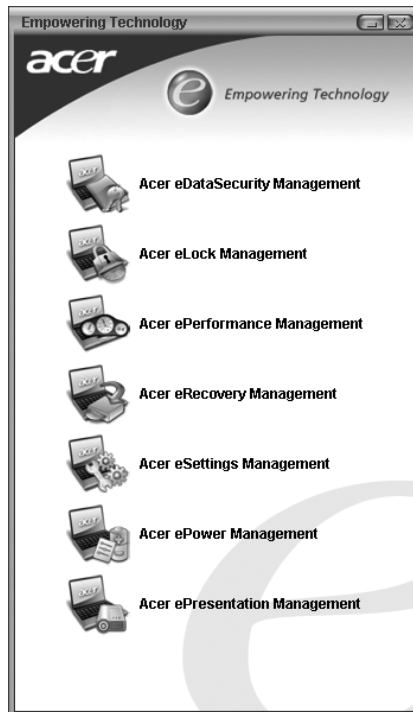 Empowering Technology
acer
e Empowering Technology
Acer eDataSecurity Management
Acer eLock Management
Acer ePerformance Management
Acer eRecovery Management
Acer eSettings Management
Acer ePower Management
Acer ePresentation Management